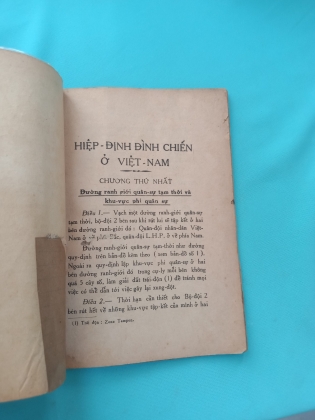 HIỆP-ĐỊNH ĐÌNH CHIẾN
Ở VIỆT-NAM
CHƯƠNG THỨ NHẤT
Đường ranh giới quân-sự tạm thời và
khu-vực phi quân sự
Điều 1.— Vạch một đường ranh-giới quân-sự
tạm thời, bộ-đội 2 bên sau khi rút lui sẽ tập kết ở hai
bên đường ranh-giới đó : Quân-đội nhân-dân Việt-
Nam ở về phía Bắc, quân-đội L.H.P. ở về phía Nam.
Đường ranh-giới quân-sự tạm-thời như đường
quy-định trên bản-đồ kèm theo ( xem bản-đồ số 1 ).
Ngoài ra quy-định lập khu-vực phi quân-sự ở hai
bên đường ranh giới đó trong cự-ly mỗi bên không
quá 5 cây số, làm giải đất trái-độn (1) để tránh mọi
việc có thể dẫn tới việc gây lại xung-đột.
Điều 2.— Thời hạn cần thiết cho Bộ-đội 2
bên rút kết về những khu-vực tập-kết của mình ở hai
(1) Trái độn : Zone Tampon.